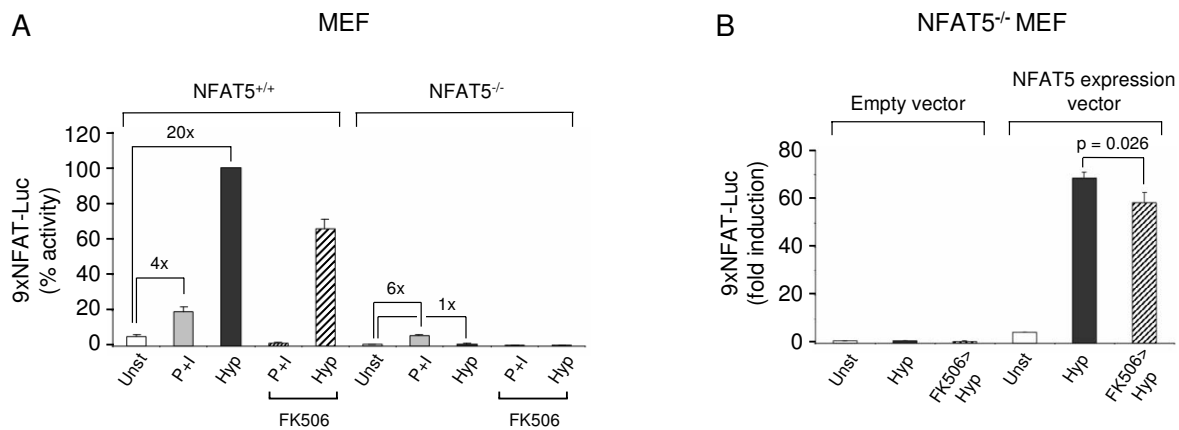 A
MEF
NFAT5+/+
NFAT5-/-
9xNFAT-Luc
(% activity)
120
100
80
60
40
20
0
20x
4x
6x
1x
Unst
P+I
Hyp
P+I
Hyp
Unst
P+I
Hyp
P+I
Hyp
FK506
FK506
B
NFAT5-/- MEF
Empty vector
NFAT5 expression
vector
9xNFAT-Luc
(fold induction)
80
60
40
20
0
p = 0.026
Unst
Hyp
FK506>
Hyp
Unst
Hyp
FK506>
Hyp